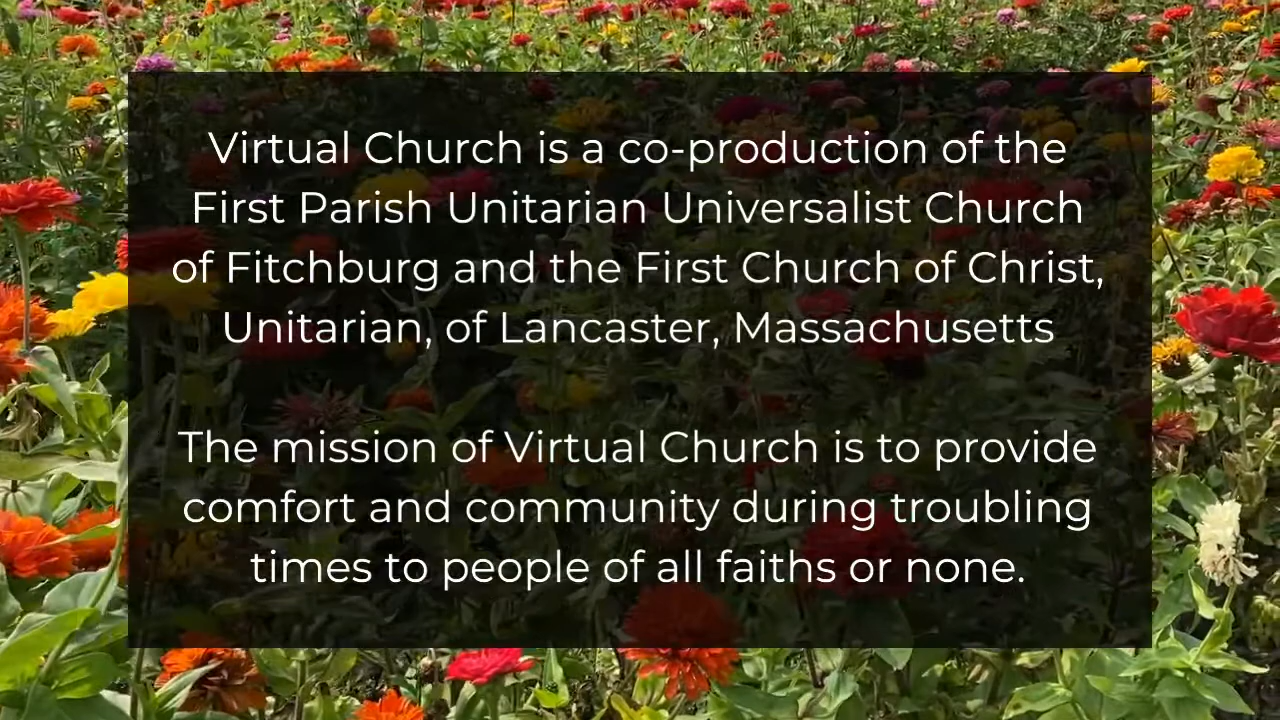 Virtual Church is a co-production of the
First Parish Unitarian Universalist Church
of Fitchburg and the First Church of Christ,
Unitarian, of Lancaster, Massachusetts
The mission of Virtual Church is to provide
comfort and community during troubling
times to people of all faiths or none.